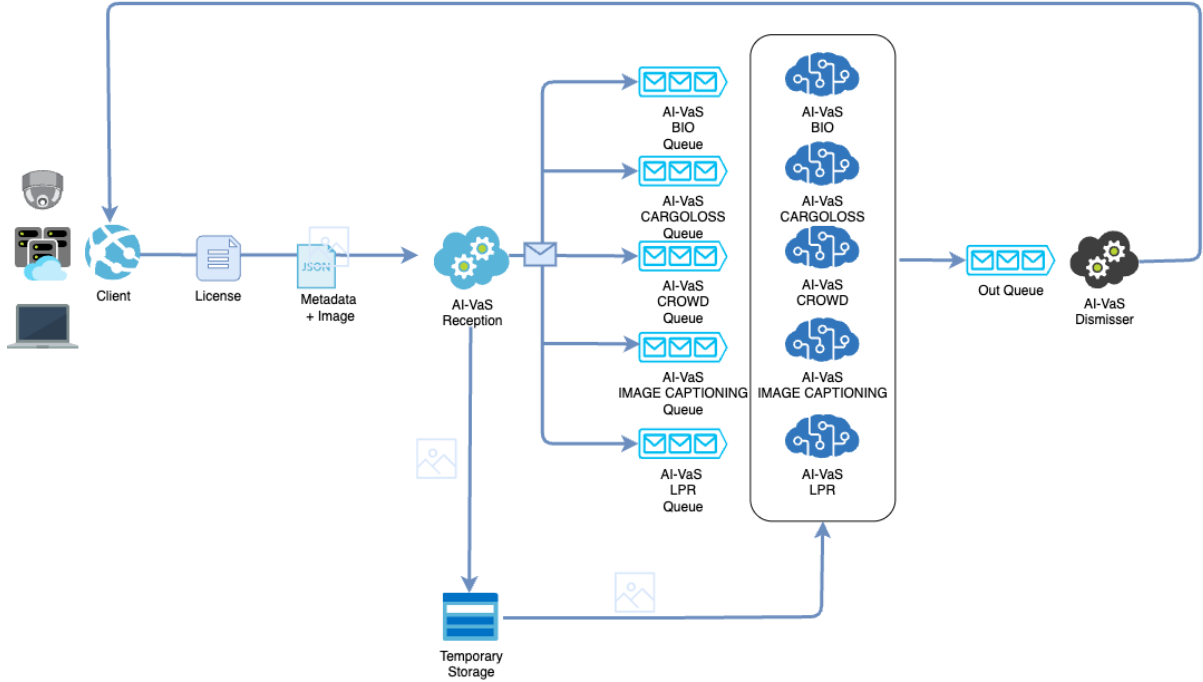 AI-VaS
BIO
Queue
AI-VaS
BIO
AI-VaS
CARGOLOSS
Queue
AI-VaS
CARGOLOSS
Client
License
JSON
Metadata
+ Image
AI-VaS
Reception
AI-VaS
CROWD
Queue
AI-VaS
CROWD
Out Queue
AI-VaS
Dismisser
AI-VaS
IMAGE CAPTIONING
Queue
AI-VaS
IMAGE CAPTIONING
AI-VaS
LPR
Queue
AI-VaS
LPR
Temporary
Storage